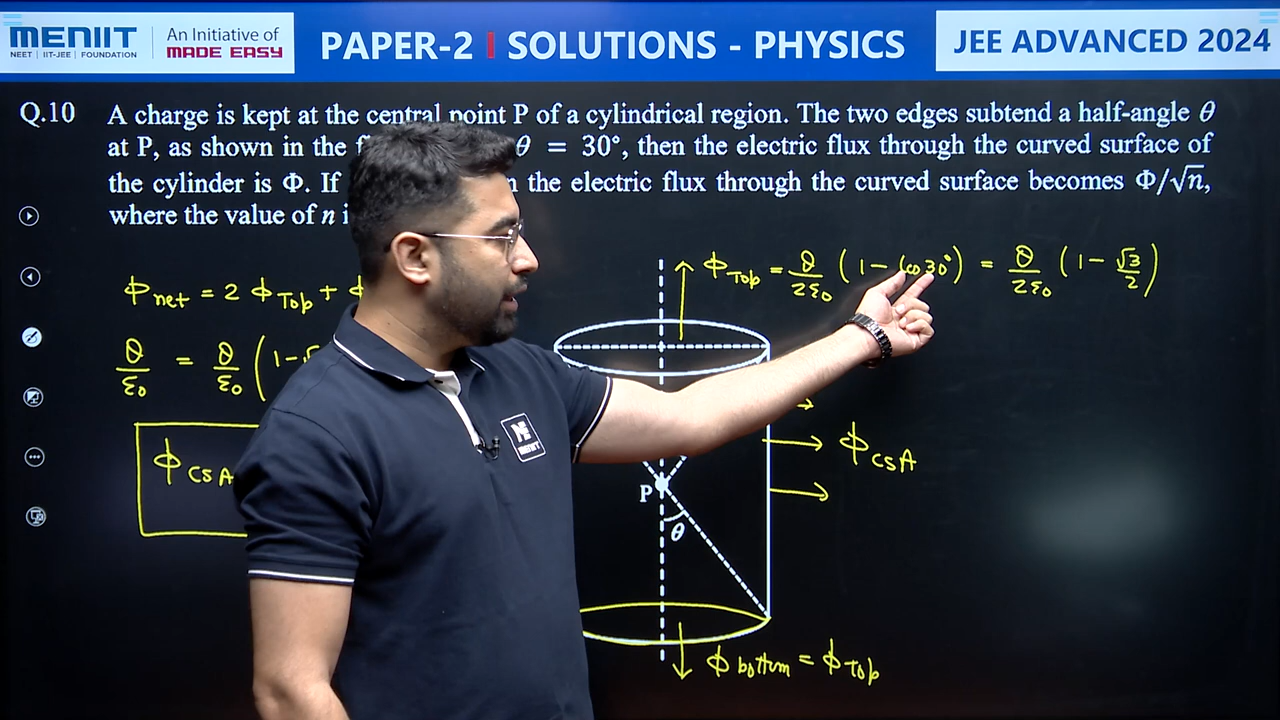 MENIIT
NEET | IIT-JEE | FOUNDATION
An Initiative of
MADE EASY
PAPER-2 | SOLUTIONS - PHYSICS
JEE ADVANCED 2024
Q.10 A charge is kept at the central point P of a cylindrical region. The two edges subtend a half-angle θ
at P, as shown in the θ = 30°, then the electric flux through the curved surface of
the cylinder is Φ. If the electric flux through the curved surface becomes Φ/√n,
where the value of n
ϕTop = θ/2ε0 (1 - cos30°) = θ/2ε0 (1 - √3/2)
ϕnet = 2 ϕTop +
θ/ε0 = θ/ε0 (1-√
ϕCSA
ϕCSA
P
θ
ϕbottom = ϕTop
MENIIT